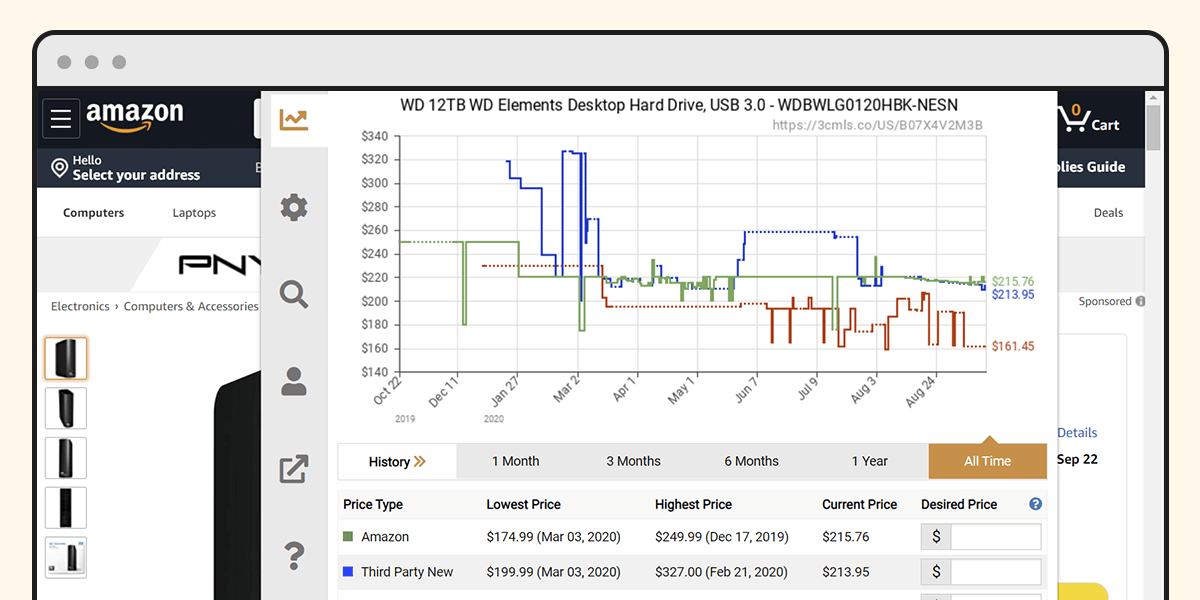 amazon
0
Cart
Hello
Select your address
plies Guide
Computers
Laptops
Deals
PNY
Electronics › Computers & Accessories
Sponsored
Details
Sep 22
WD 12TB WD Elements Desktop Hard Drive, USB 3.0 - WDBWLG0120HBK-NESN
https://3cmls.co/US/B07X4V2M3B
$340
$320
$300
$280
$260
$240
$220
$200
$180
$160
$140
$215.76
$213.95
$161.45
Oct 22
Dec 11
Jan 27
Mar 2
Apr 1
May 1
Jun 7
Jul 9
Aug 3
Aug 24
2019
2020
History
1 Month
3 Months
6 Months
1 Year
All Time
Price Type Lowest Price Highest Price Current Price Desired Price ?
Amazon $174.99 (Mar 03, 2020) $249.99 (Dec 17, 2019) $215.76 $
Third Party New $199.99 (Mar 03, 2020) $327.00 (Feb 21, 2020) $213.95 $